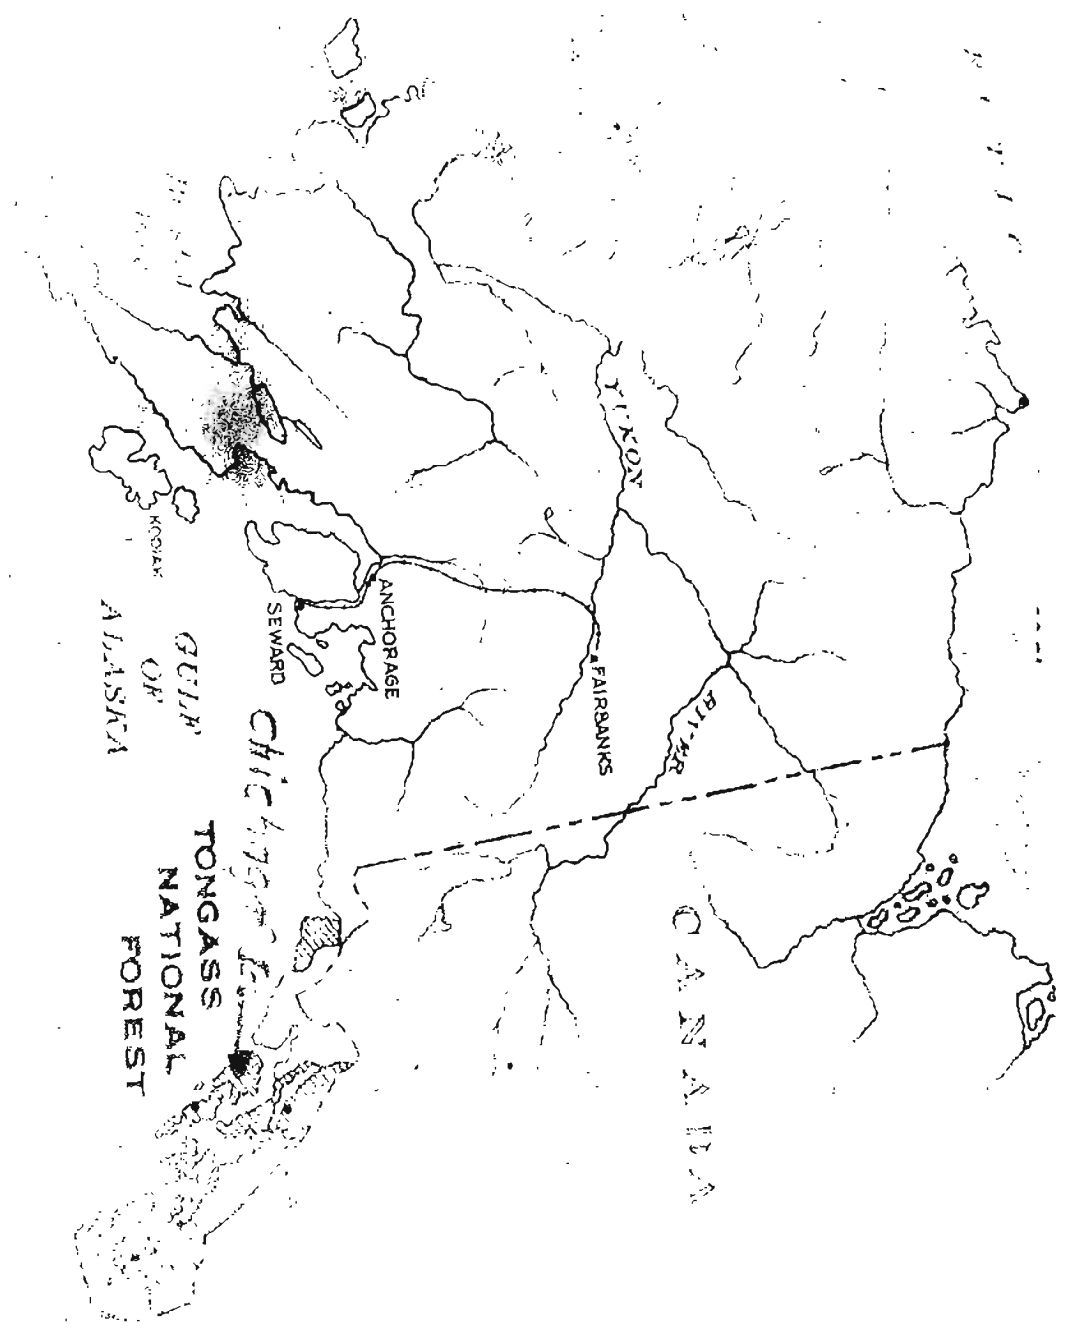 YUKON
RIVER
FAIRBANKS
ANCHORAGE
SEWARD
KODIAK
GULF
OF
ALASKA
CANADA
TONGASS
NATIONAL
FOREST